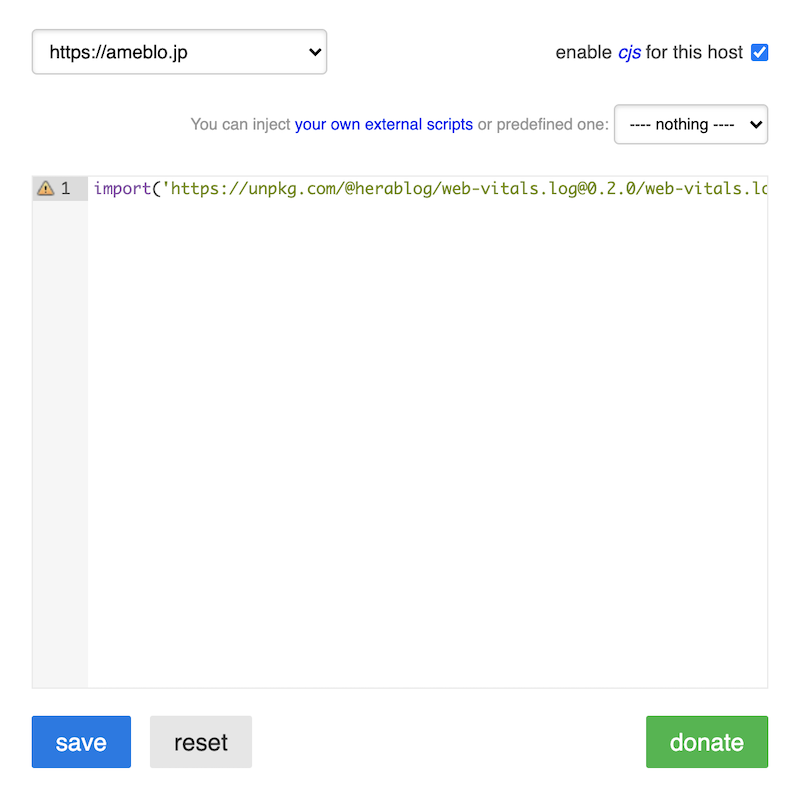 https://ameblo.jp
enable cjs for this host
You can inject your own external scripts or predefined one: ---- nothing ----
1 import('https://unpkg.com/@herablog/web-vitals.log@0.2.0/web-vitals.lo
save reset donate